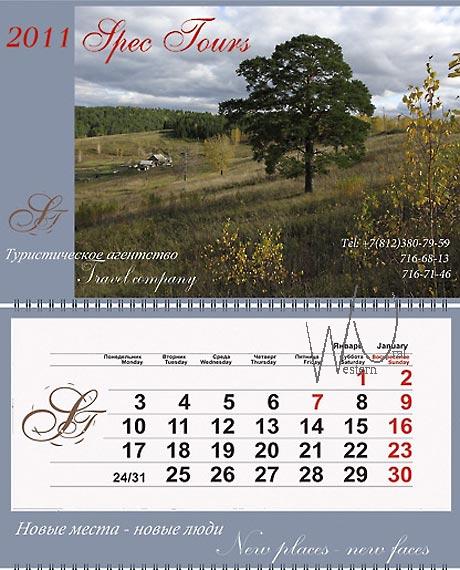 2011 Spec Tours
ST
Туристическое агентство
Travel company
Tel: +7(812)380-79-59
716-68-13
716-71-46
Январь January
Понедельник Вторник Среда Четверг Пятница Суббота Воскресение
Monday Tuesday Wednesday Thursday Friday Saturday Sunday
Western
1 2
ST
3 4 5 6 7 8 9
10 11 12 13 14 15 16
17 18 19 20 21 22 23
24/31 25 26 27 28 29 30
Новые места - новые люди
New places - new faces